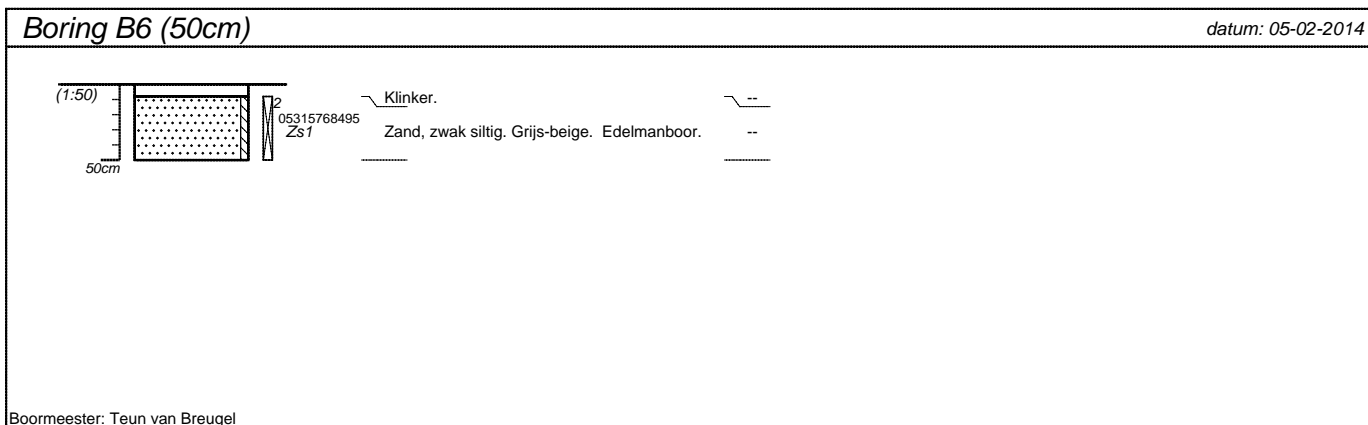 Boring B6 (50cm) datum: 05-02-2014
(1:50) 2 Klinker. --
05315768495
Zs1 Zand, zwak siltig. Grijs-beige. Edelmanboor. --
50cm
Boormeester: Teun van Breugel